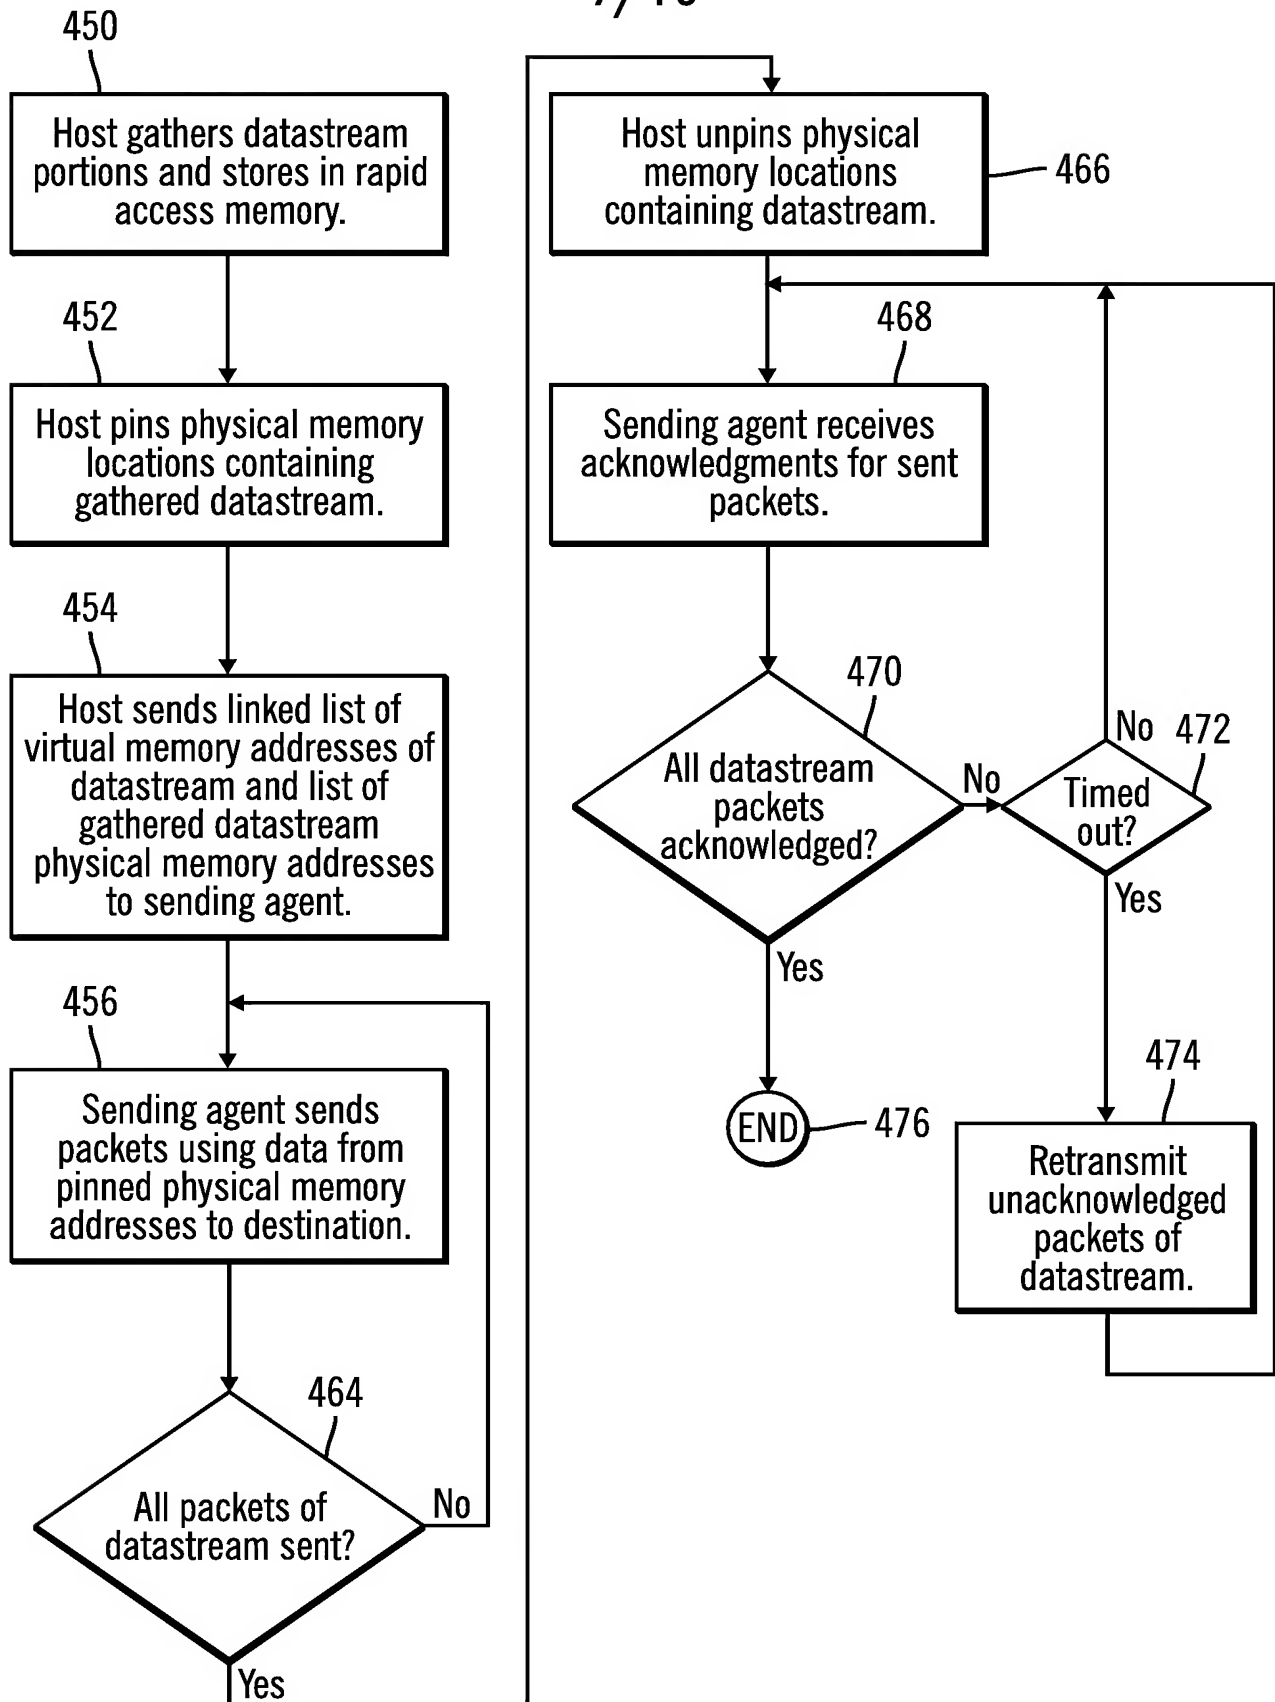 450
Host gathers datastream
portions and stores in rapid
access memory.
452
Host pins physical memory
locations containing
gathered datastream.
454
Host sends linked list of
virtual memory addresses of
datastream and list of
gathered datastream
physical memory addresses
to sending agent.
456
Sending agent sends
packets using data from
pinned physical memory
addresses to destination.
464
All packets of
datastream sent?
No
Yes
Host unpins physical
memory locations
containing datastream.
466
468
Sending agent receives
acknowledgments for sent
packets.
470
All datastream
packets
acknowledged?
No
Yes
No
472
Timed
out?
Yes
474
Retransmit
unacknowledged
packets of
datastream.
END
476